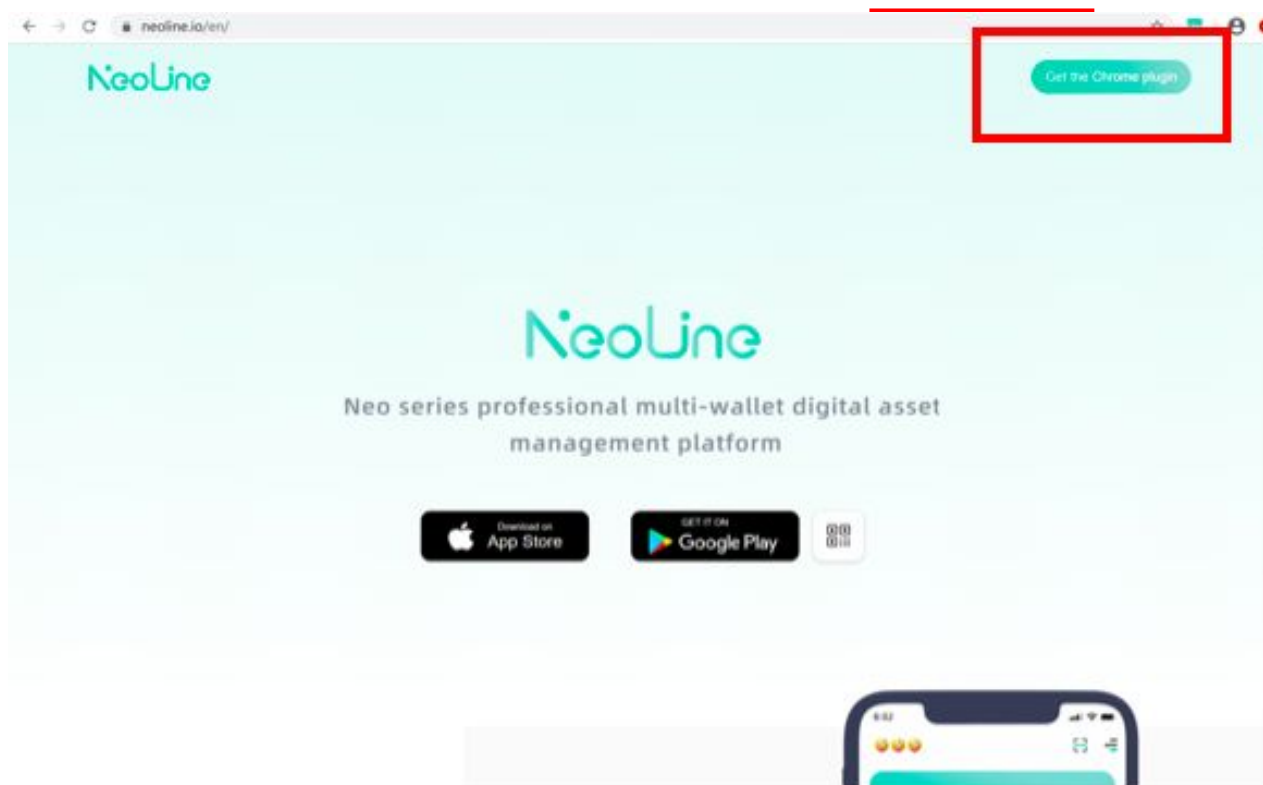 neoline.io/en/
NeoLine
Get the Chrome plugin
NeoLine
Neo series professional multi-wallet digital asset
management platform
Download on
App Store
GET IT ON
Google Play